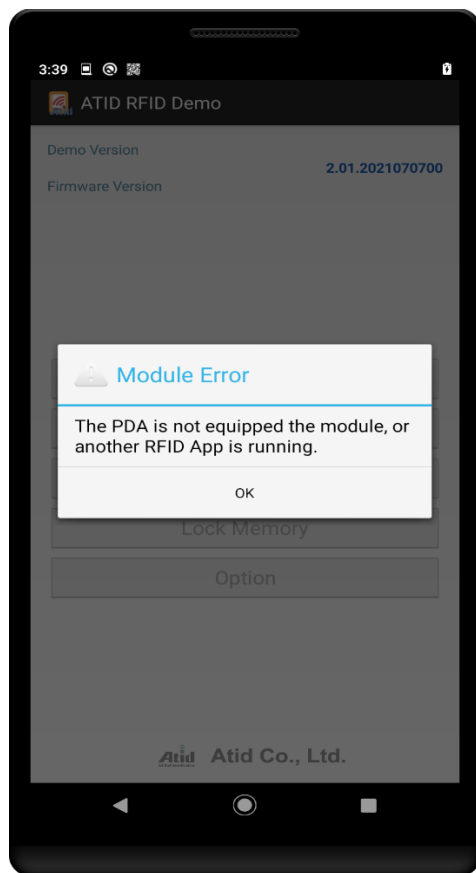 3:39
ATID RFID Demo
Demo Version
2.01.2021070700
Firmware Version
Module Error
The PDA is not equipped the module, or
another RFID App is running.
OK
Lock Memory
Option
Atid Atid Co., Ltd.